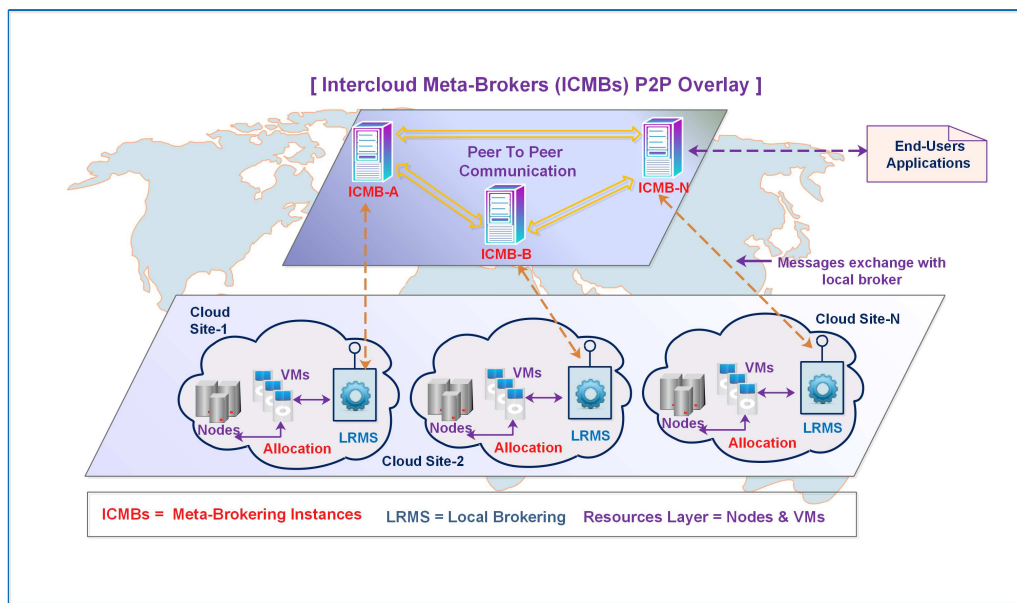 [ Intercloud Meta-Brokers (ICMBs) P2P Overlay ]
Peer To Peer
Communication
ICMB-A
ICMB-N
ICMB-B
End-Users
Applications
Messages exchange with
local broker
Cloud
Site-1
VMs
Nodes
Allocation
LRMS
Cloud Site-2
VMs
Nodes
Allocation
LRMS
Cloud Site-N
VMs
Nodes
Allocation
LRMS
ICMBs = Meta-Brokering Instances
LRMS = Local Brokering
Resources Layer = Nodes & VMs